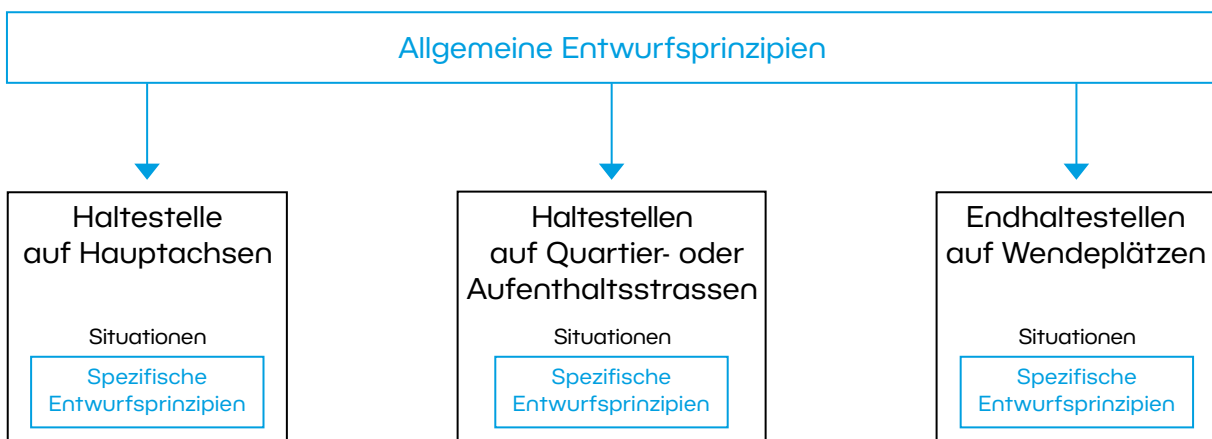 Allgemeine Entwurfsprinzipien
Haltestelle
auf Hauptachsen
Situationen
Spezifische
Entwurfsprinzipien
Haltestellen
auf Quartier- oder
Aufenthaltsstrassen
Situationen
Spezifische
Entwurfsprinzipien
Endhaltestellen
auf Wendeplätzen
Situationen
Spezifische
Entwurfsprinzipien